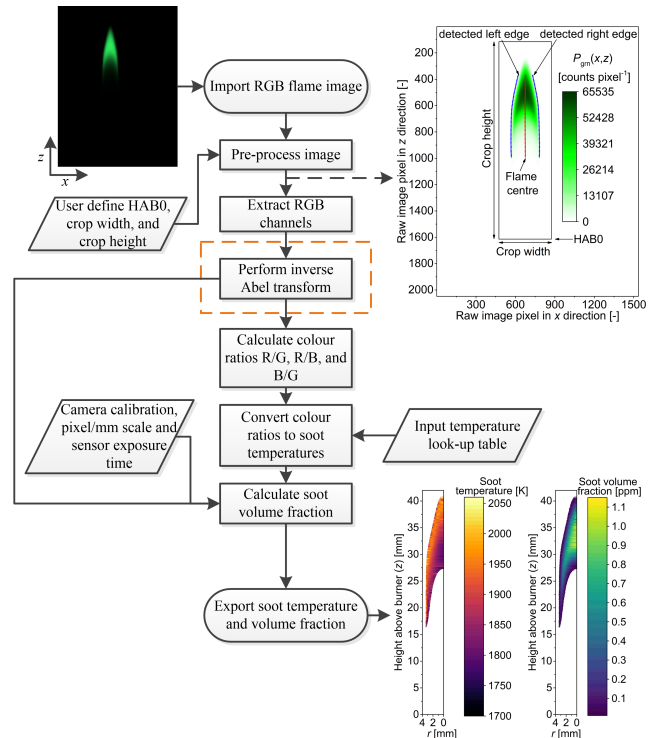 z
x
Import RGB flame image
Pre-process image
User define HAB0,
crop width, and
crop height
Extract RGB
channels
Perform inverse
Abel transform
Calculate colour
ratios R/G, R/B, and
B/G
Camera calibration,
pixel/mm scale and
sensor exposure
time
Convert colour
ratios to soot
temperatures
Input temperature
look-up table
Calculate soot
volume fraction
Export soot temperature
and volume fraction
detected left edge
detected right edge
Raw image pixel in z direction [-]
0
200
400
600
800
1000
1200
1400
1600
1800
2000
Crop height
Pgm(x,z)
[counts pixel-1]
65535
52428
39321
26214
13107
0
Flame
centre
HAB0
Crop width
300 600 900 1200 1500
Raw image pixel in x direction [-]
Soot
temperature [K]
Height above burner (z) [mm]
45
40
35
30
25
20
15
10
5
0
4 2 0
r [mm]
2050
2000
1950
1900
1850
1800
1750
1700
Soot volume
fraction [ppm]
Height above burner (z) [mm]
45
40
35
30
25
20
15
10
5
0
4 2 0
r [mm]
1.1
1.0
0.9
0.8
0.7
0.6
0.5
0.4
0.3
0.2
0.1